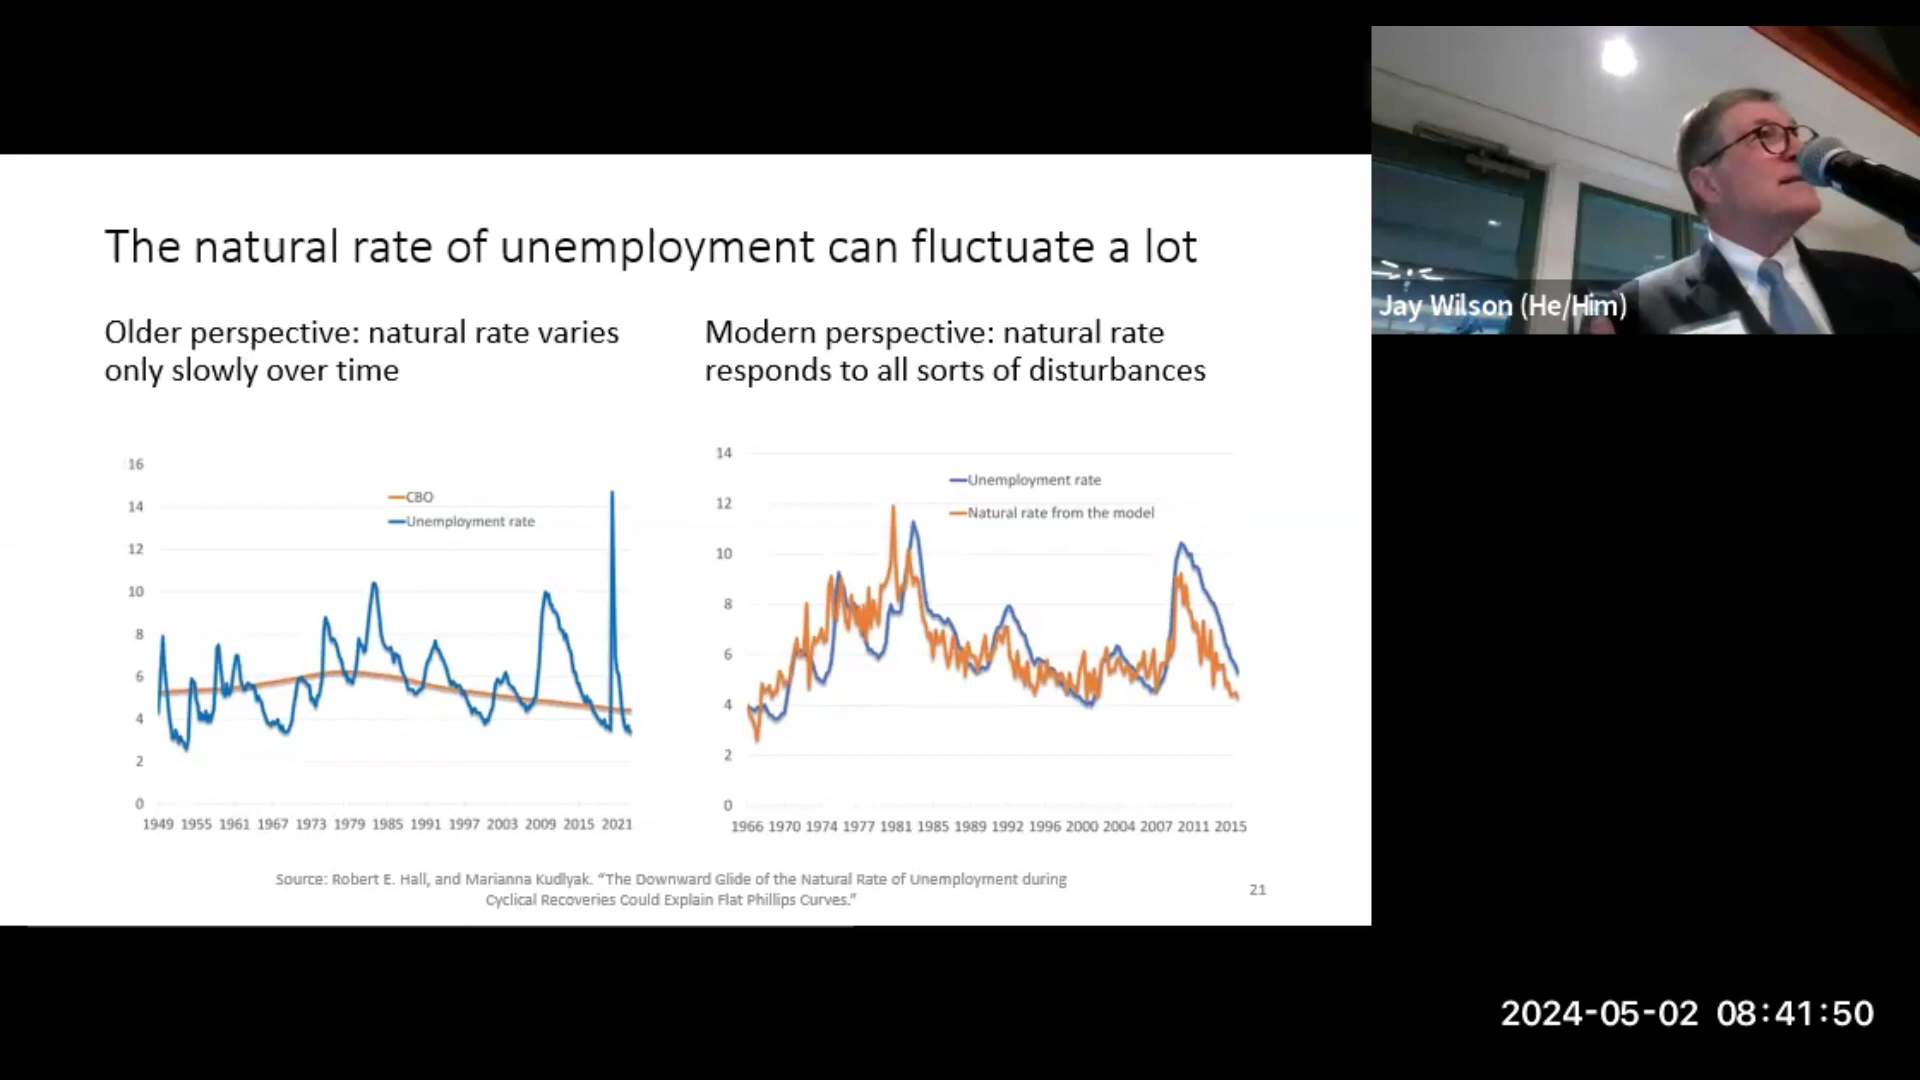 The natural rate of unemployment can fluctuate a lot
Older perspective: natural rate varies
only slowly over time
Modern perspective: natural rate
responds to all sorts of disturbances
16
14
12
10
8
6
4
2
0
CBO
Unemployment rate
1949 1955 1961 1967 1973 1979 1985 1991 1997 2003 2009 2015 2021
14
12
10
8
6
4
2
0
Unemployment rate
Natural rate from the model
1966 1970 1974 1977 1981 1985 1989 1992 1996 2000 2004 2007 2011 2015
Source: Robert E. Hall, and Marianna Kudlyak. “The Downward Glide of the Natural Rate of Unemployment during
Cyclical Recoveries Could Explain Flat Phillips Curves.”
21
Jay Wilson (He/Him)
2024-05-02 08:41:50